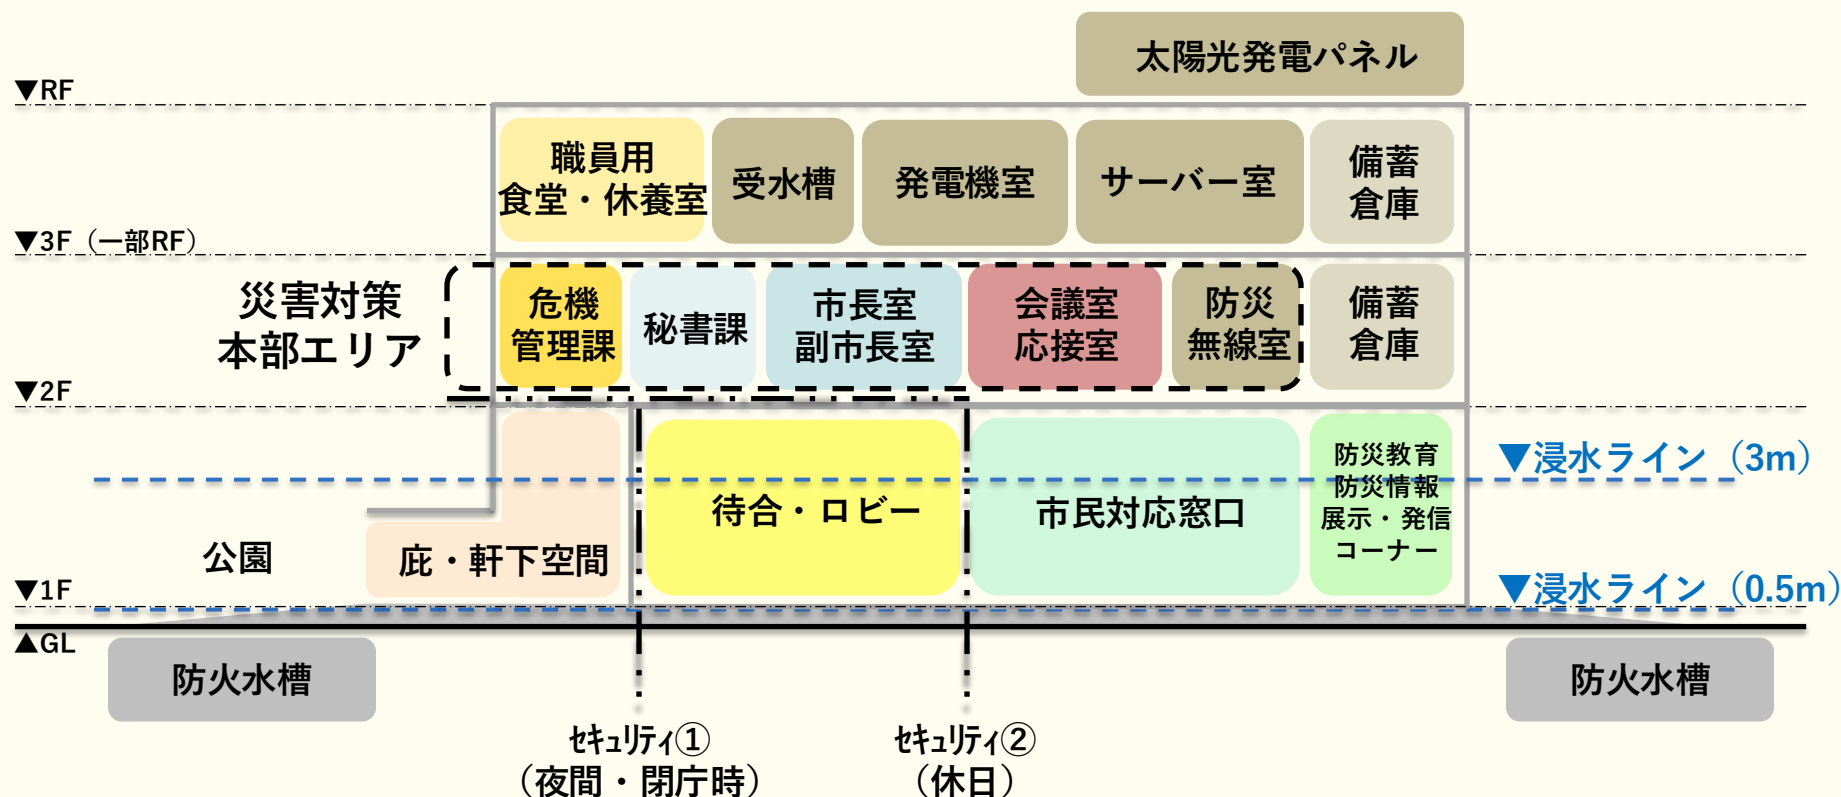 太陽光発電パネル
▼RF
職員用
食堂・休養室
受水槽
発電機室
サーバー室
備蓄
倉庫
▼3F（一部RF）
災害対策
本部エリア
危機
管理課
秘書課
市長室
副市長室
会議室
応接室
防災
無線室
備蓄
倉庫
▼2F
▼浸水ライン（3m）
待合・ロビー
市民対応窓口
防災教育
防災情報
展示・発信
コーナー
公園
庇・軒下空間
▼1F
▼浸水ライン（0.5m）
▲GL
防火水槽
防火水槽
ｾｷｭﾘﾃｨ①
（夜間・閉庁時）
ｾｷｭﾘﾃｨ②
（休日）